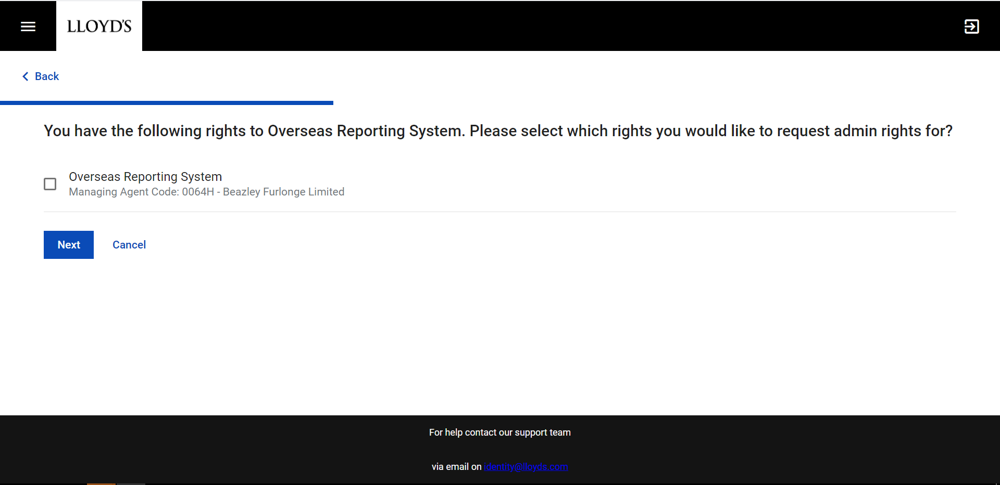 LLOYD'S
Back
You have the following rights to Overseas Reporting System. Please select which rights you would like to request admin rights for?
Overseas Reporting System
Managing Agent Code: 0064H - Beazley Furlonge Limited
Next Cancel
For help contact our support team
via email on identity@lloyds.com